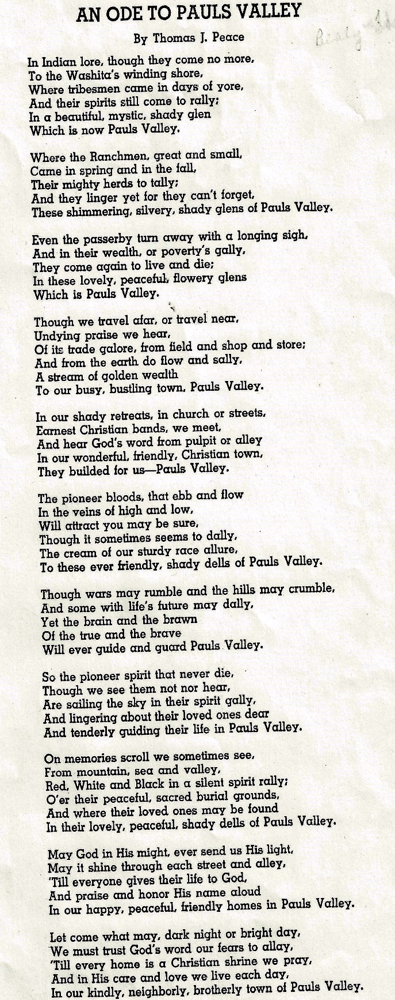 AN ODE TO PAULS VALLEY
By Thomas J. Peace
In Indian lore, though they come no more,
To the Washita's winding shore,
Where tribesmen came in days of yore,
And their spirits still come to rally;
In a beautiful, mystic, shady glen
Which is now Pauls Valley.
Where the Ranchmen, great and small,
Came in spring and in the fall,
Their mighty herds to tally;
And they linger yet for they can't forget,
These shimmering, silvery, shady glens of Pauls Valley.
Even the passerby turn away with a longing sigh,
And in their wealth, or poverty's gally,
They come again to live and die;
In these lovely, peaceful, flowery glens
Which is Pauls Valley.
Though we travel afar, or travel near,
Undying praise we hear,
Of its trade galore, from field and shop and store;
And from the earth do flow and sally,
A stream of golden wealth
To our busy, bustling town, Pauls Valley.
In our shady retreats, in church or streets,
Earnest Christian bands, we meet,
And hear God's word from pulpit or alley
In our wonderful, friendly, Christian town,
They builded for us—Pauls Valley.
The pioneer bloods, that ebb and flow
In the veins of high and low,
Will attract you may be sure,
Though it sometimes seems to dally,
The cream of our sturdy race allure,
To these ever friendly, shady dells of Pauls Valley.
Though wars may rumble and the hills may crumble,
And some with life's future may dally,
Yet the brain and the brawn
Of the true and the brave
Will ever guide and guard Pauls Valley.
So the pioneer spirit that never die,
Though we see them not nor hear,
Are sailing the sky in their spirit gally,
And lingering about their loved ones dear
And tenderly guiding their life in Pauls Valley.
On memories scroll we sometimes see,
From mountain, sea and valley,
Red, White and Black in a silent spirit rally;
O'er their peaceful, sacred burial grounds,
And where their loved ones may be found
In their lovely, peaceful, shady dells of Pauls Valley.
May God in His might, ever send us His light,
May it shine through each street and alley,
'Till everyone gives their life to God,
And praise and honor His name aloud
In our happy, peaceful, friendly homes in Pauls Valley.
Let come what may, dark night or bright day,
We must trust God's word our fears to allay,
'Till every home is a Christian shrine we pray,
And in His care and love we live each day,
In our kindly, neighborly, brotherly town of Pauls Valley.